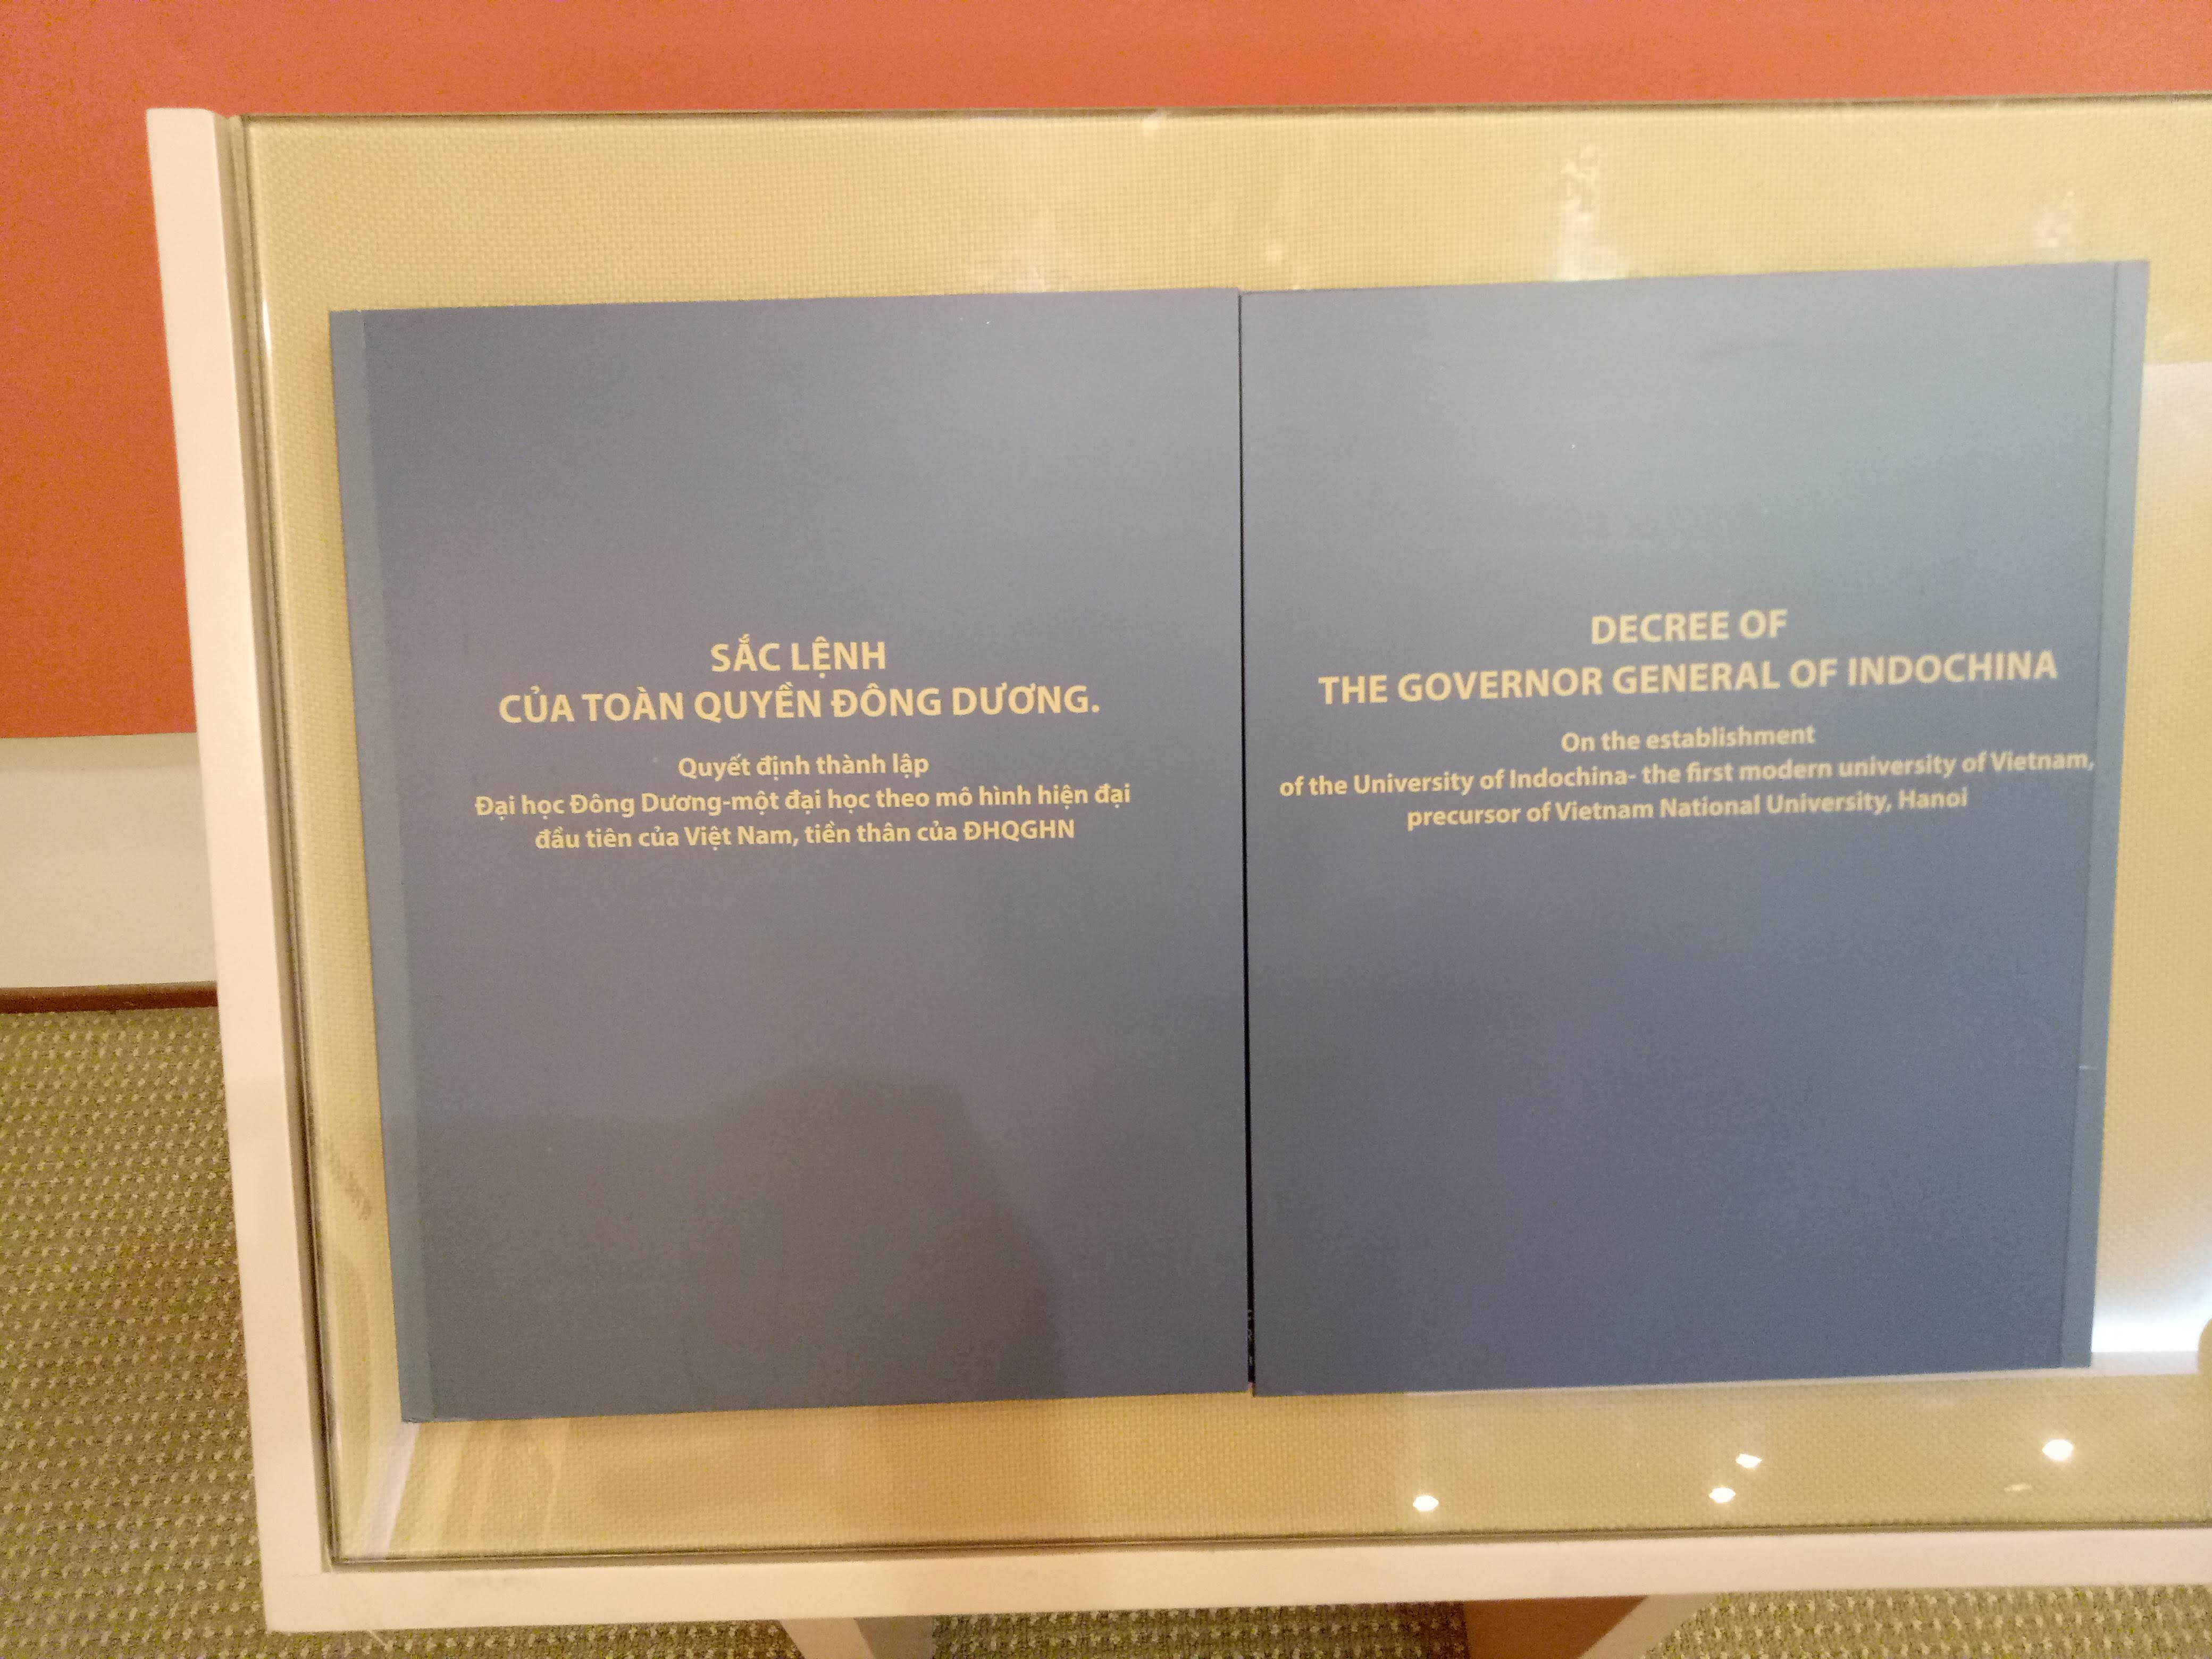 SẮC LỆNH
CỦA TOÀN QUYỀN ĐÔNG DƯƠNG.
Quyết định thành lập
Đại học Đông Dương-một đại học theo mô hình hiện đại
đầu tiên của Việt Nam, tiền thân của ĐHQGHN
DECREE OF
THE GOVERNOR GENERAL OF INDOCHINA
On the establishment
of the University of Indochina- the first modern university of Vietnam,
precursor of Vietnam National University, Hanoi